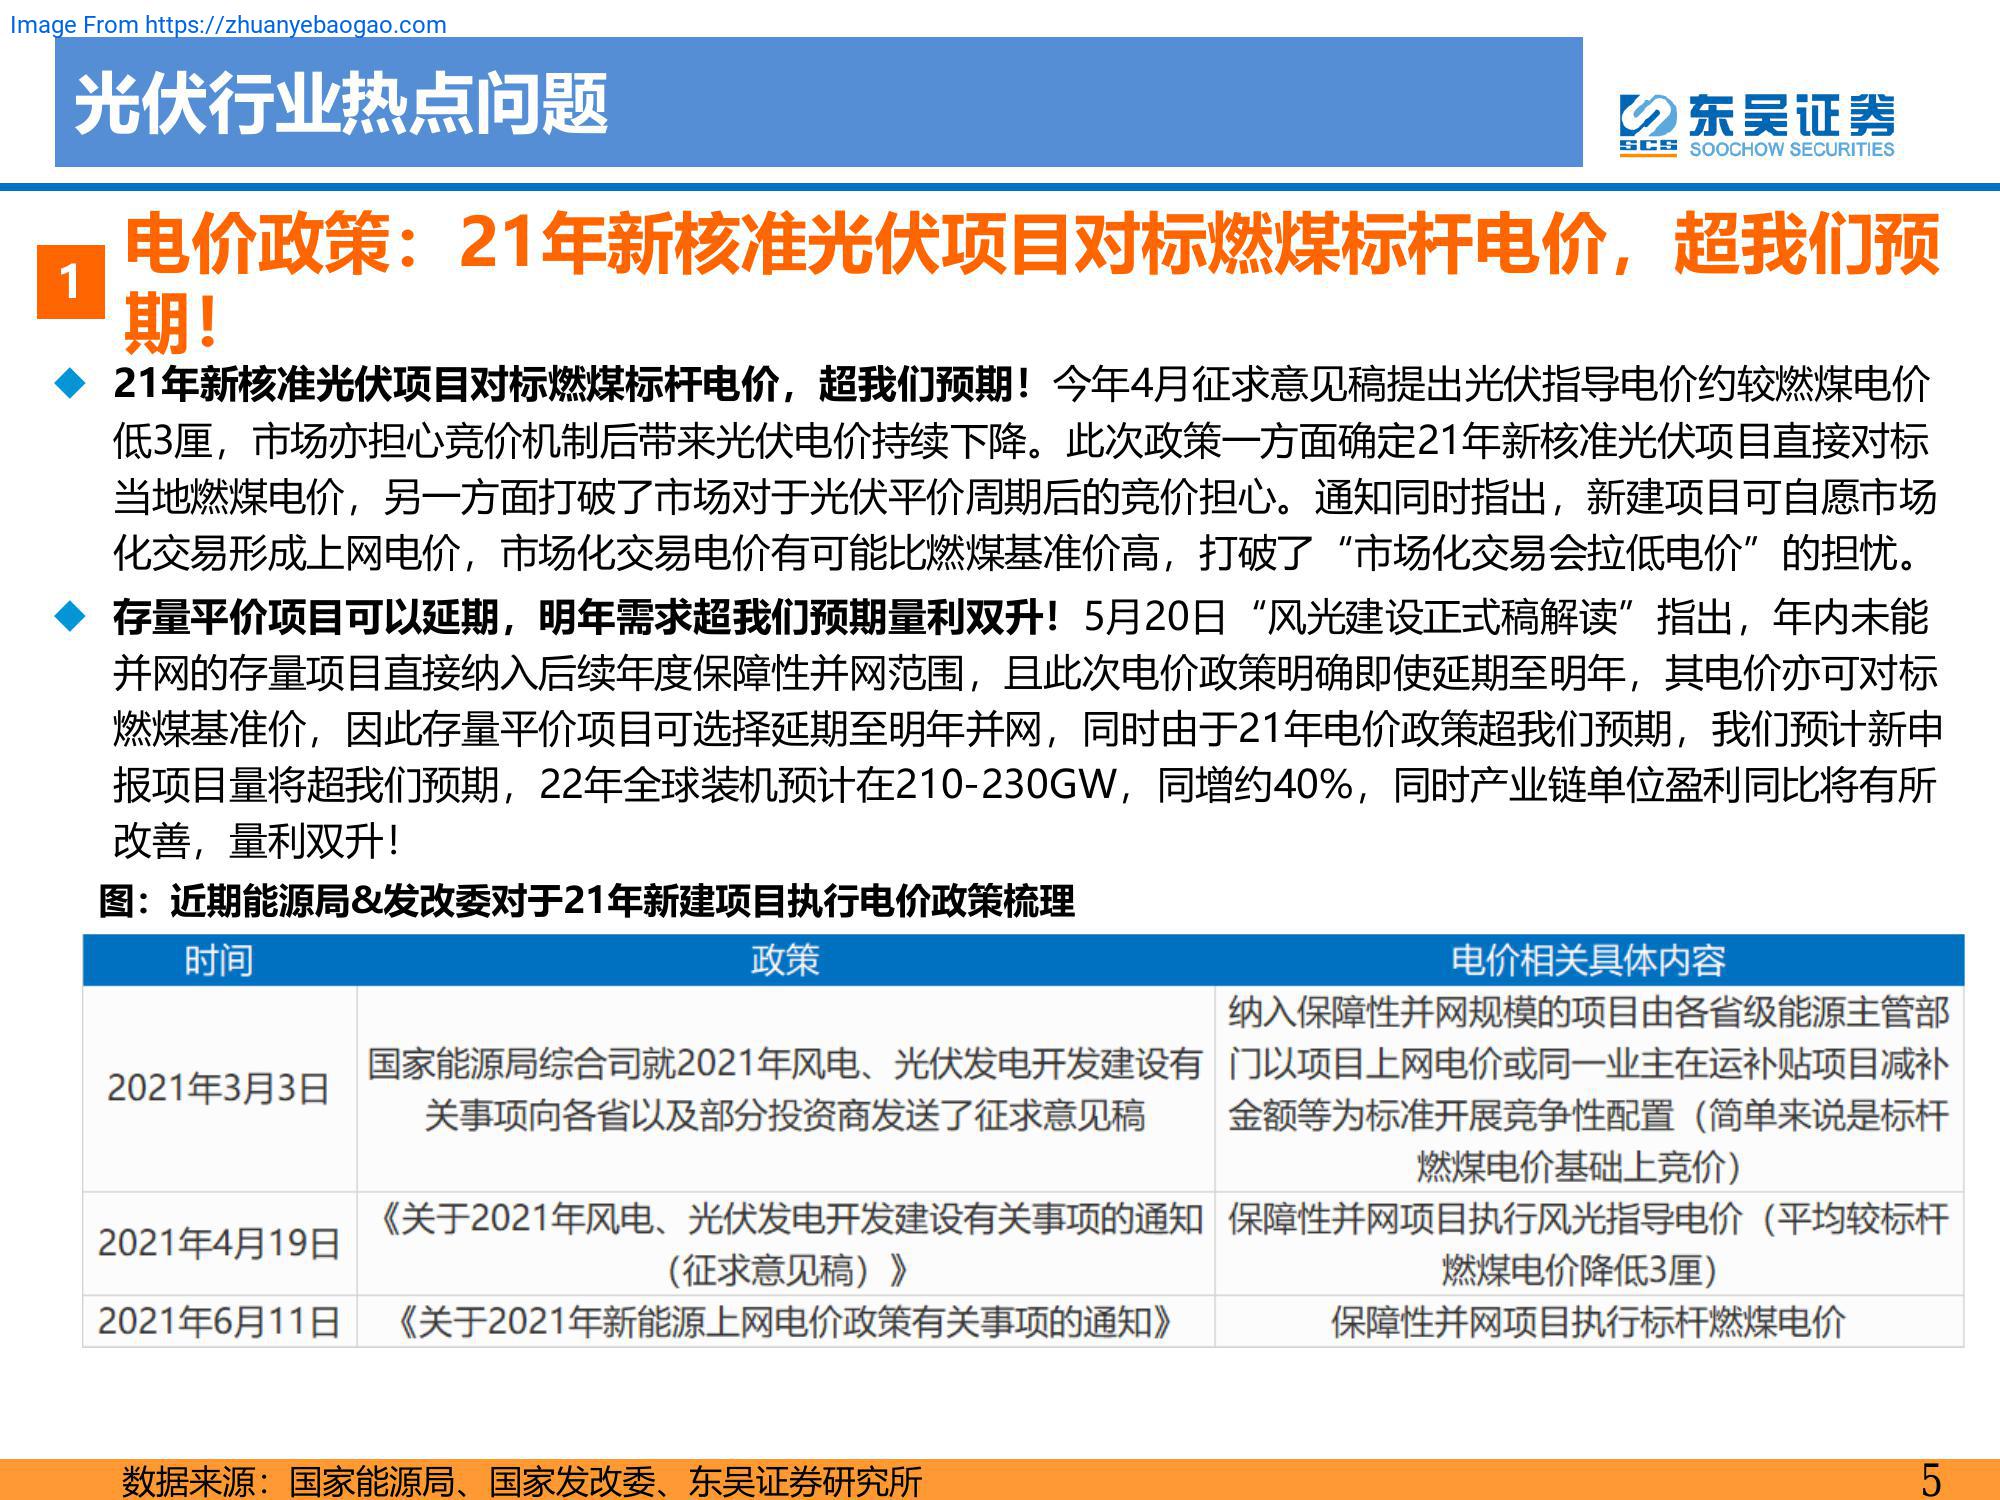 Image From https://zhuanyebaogao.com
光伏行业热点问题
东吴证券
SCS
SOOCHOW SECURITIES
1
电价政策：21年新核准光伏项目对标燃煤标杆电价，超我们预
期！
21年新核准光伏项目对标燃煤标杆电价，超我们预期！今年4月征求意见稿提出光伏指导电价约较燃煤电价
低3厘，市场亦担心竞价机制后带来光伏电价持续下降。此次政策一方面确定21年新核准光伏项目直接对标
当地燃煤电价，另一方面打破了市场对于光伏平价周期后的竞价担心。通知同时指出，新建项目可自愿市场
化交易形成上网电价，市场化交易电价有可能比燃煤基准价高，打破了“市场化交易会拉低电价”的担忧。
存量平价项目可以延期，明年需求超我们预期量利双升！5月20日“风光建设正式稿解读”指出，年内未能
并网的存量项目直接纳入后续年度保障性并网范围，且此次电价政策明确即使延期至明年，其电价亦可对标
燃煤基准价，因此存量平价项目可选择延期至明年并网，同时由于21年电价政策超我们预期，我们预计新申
报项目量将超我们预期，22年全球装机预计在210-230GW，同增约40%，同时产业链单位盈利同比将有所
改善，量利双升！
图：近期能源局&发改委对于21年新建项目执行电价政策梳理
时间 政策 电价相关具体内容
2021年3月3日
国家能源局综合司就2021年风电、光伏发电开发建设有
关事项向各省以及部分投资商发送了征求意见稿
纳入保障性并网规模的项目由各省级能源主管部
门以项目上网电价或同一业主在运补贴项目减补
金额等为标准开展竞争性配置（简单来说是标杆
燃煤电价基础上竞价）
2021年4月19日
《关于2021年风电、光伏发电开发建设有关事项的通知
（征求意见稿）》
保障性并网项目执行风光指导电价（平均较标杆
燃煤电价降低3厘）
2021年6月11日 《关于2021年新能源上网电价政策有关事项的通知》 保障性并网项目执行标杆燃煤电价
数据来源：国家能源局、国家发改委、东吴证券研究所
5